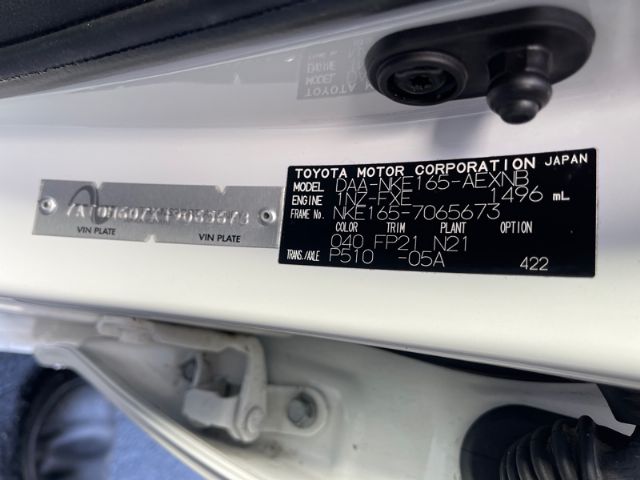 TOYOTA MOTOR CORPORATION JAPAN
MODEL DAA-NKE165-AEXNB
ENGINE 1NZ-FXE 1496 mL
FRAME No. NKE165-7065673
COLOR TRIM PLANT OPTION
040 FP21 N21
TRANS./AXLE P510 -05A 422
VIN PLATE
VIN PLATE